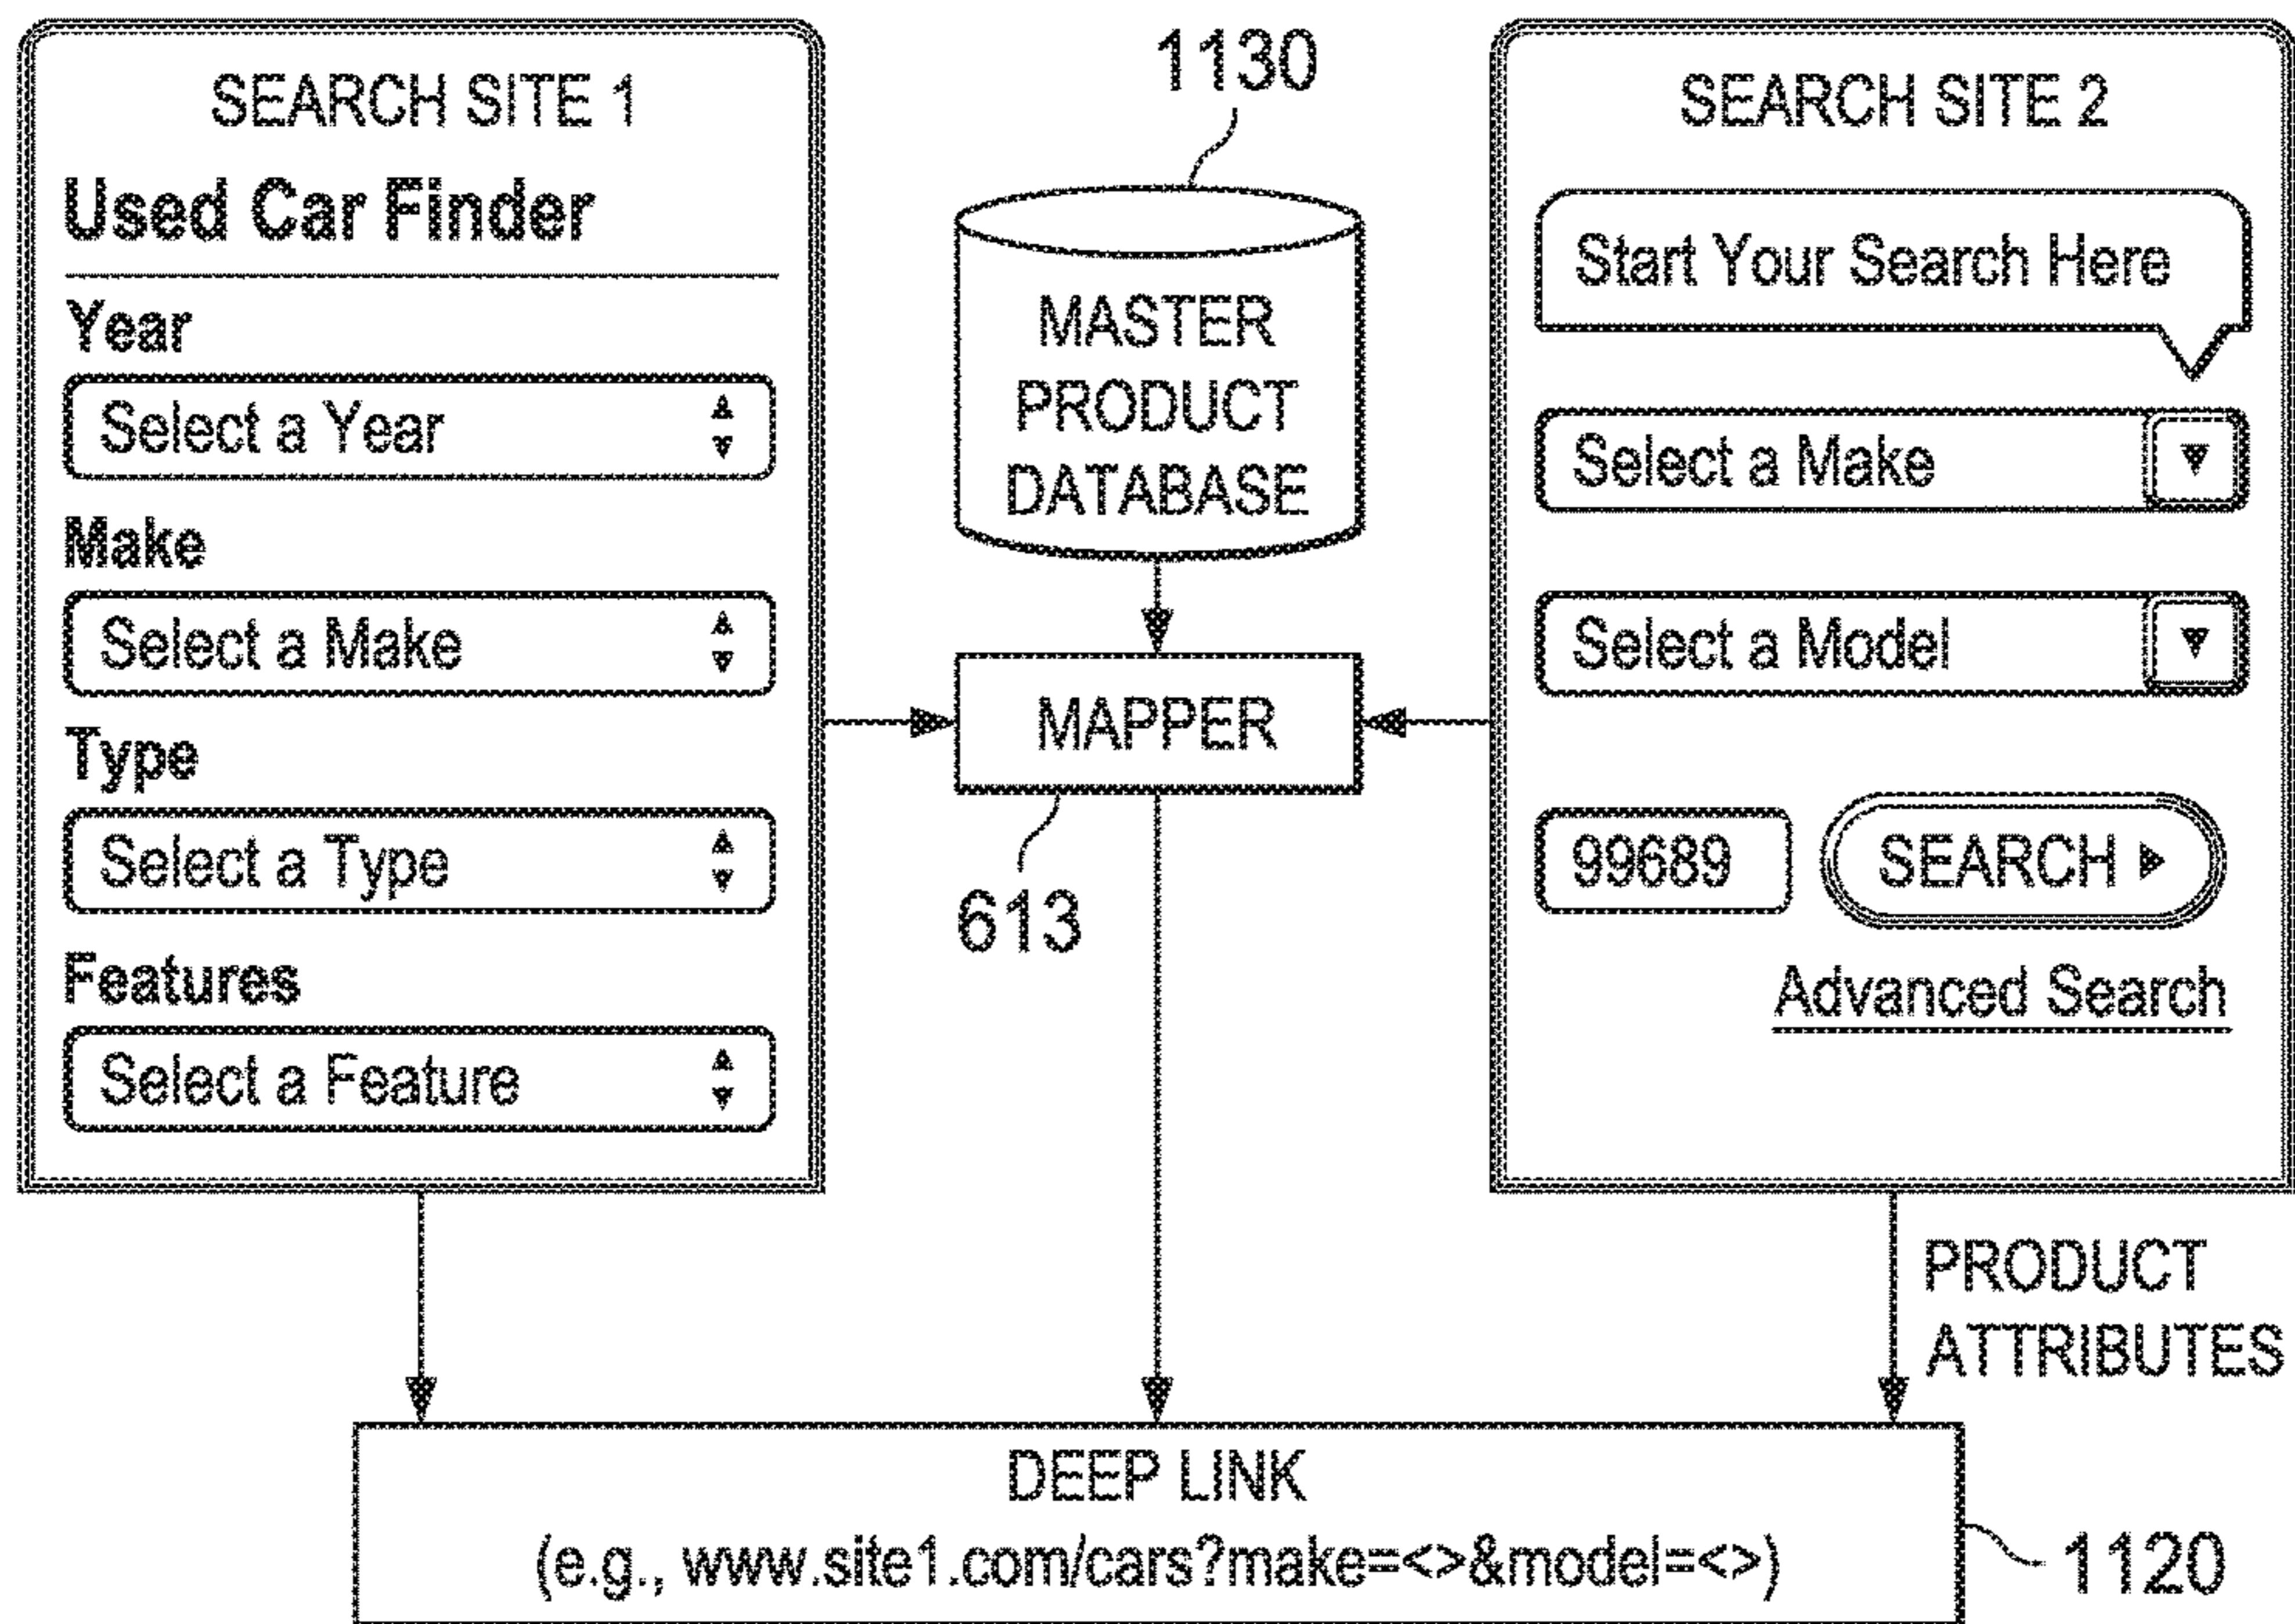 SEARCH SITE 1
Used Car Finder
Year
Select a Year
Make
Select a Make
Type
Select a Type
Features
Select a Feature
1130
MASTER
PRODUCT
DATABASE
MAPPER
613
SEARCH SITE 2
Start Your Search Here
Select a Make
Select a Model
99689
SEARCH
Advanced Search
PRODUCT
ATTRIBUTES
DEEP LINK
(e.g., www.site1.com/cars?make=<>&model=<>)
1120